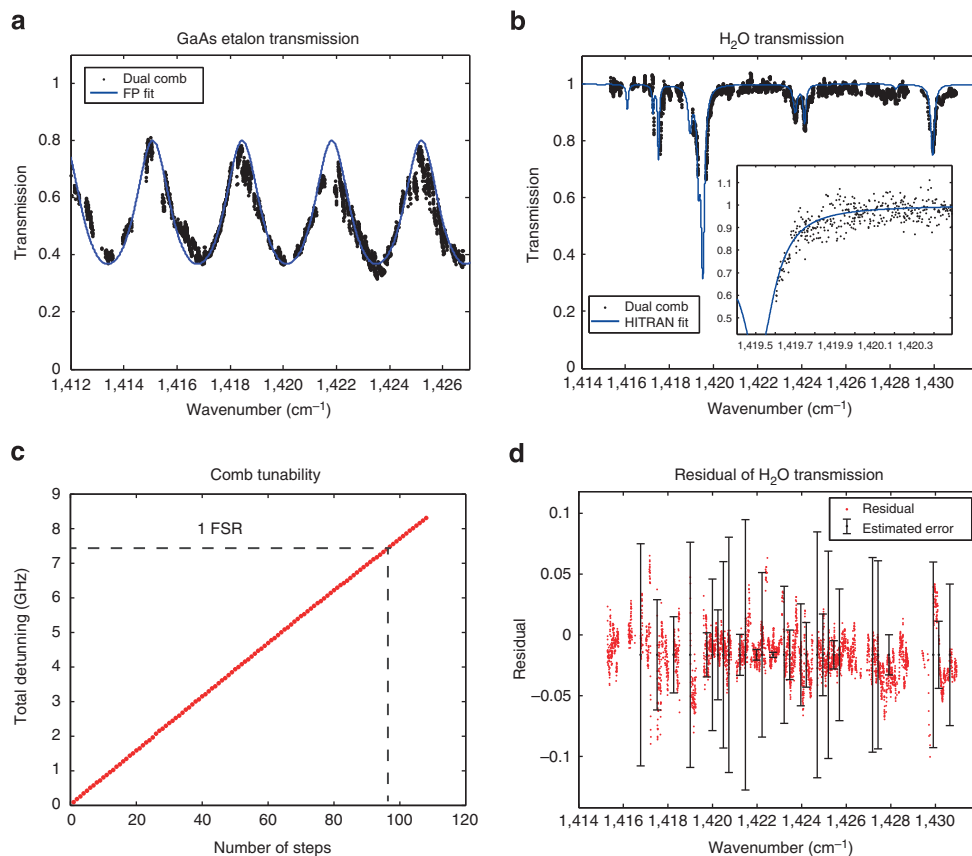 a
GaAs etalon transmission
Dual comb
FP fit
1
0.8
0.6
0.4
0.2
0
Transmission
1,412 1,414 1,416 1,418 1,420 1,422 1,424 1,426
Wavenumber (cm⁻¹)
b
H₂O transmission
1
0.8
0.6
0.4
0.2
0
Transmission
Dual comb
HITRAN fit
1.1
1
0.9
0.8
0.7
0.6
0.5
1,419.5 1,419.7 1,419.9 1,420.1 1,420.3
1,414 1,416 1,418 1,420 1,422 1,424 1,426 1,428 1,430
Wavenumber (cm⁻¹)
c
Comb tunability
9
8
7
6
5
4
3
2
1
0
Total detunning (GHz)
1 FSR
0 20 40 60 80 100 120
Number of steps
d
Residual of H₂O transmission
Residual
Estimated error
0.1
0.05
0
−0.05
−0.1
Residual
1,414 1,416 1,418 1,420 1,422 1,424 1,426 1,428 1,430
Wavenumber (cm⁻¹)